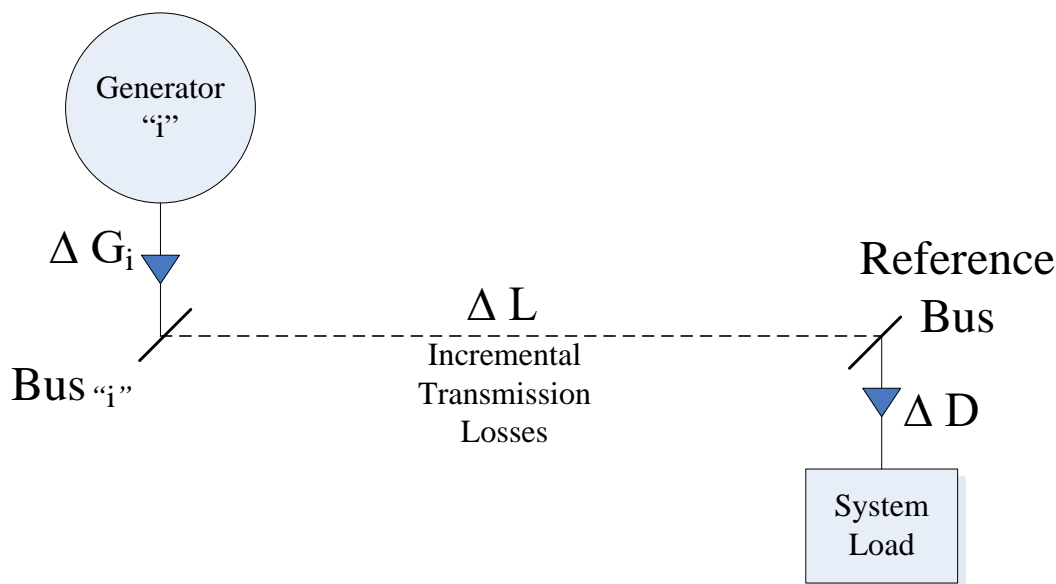 Generator
“i”
Δ Gi
Reference
Bus
Δ L
Incremental
Transmission
Losses
Bus “i”
Δ D
System
Load